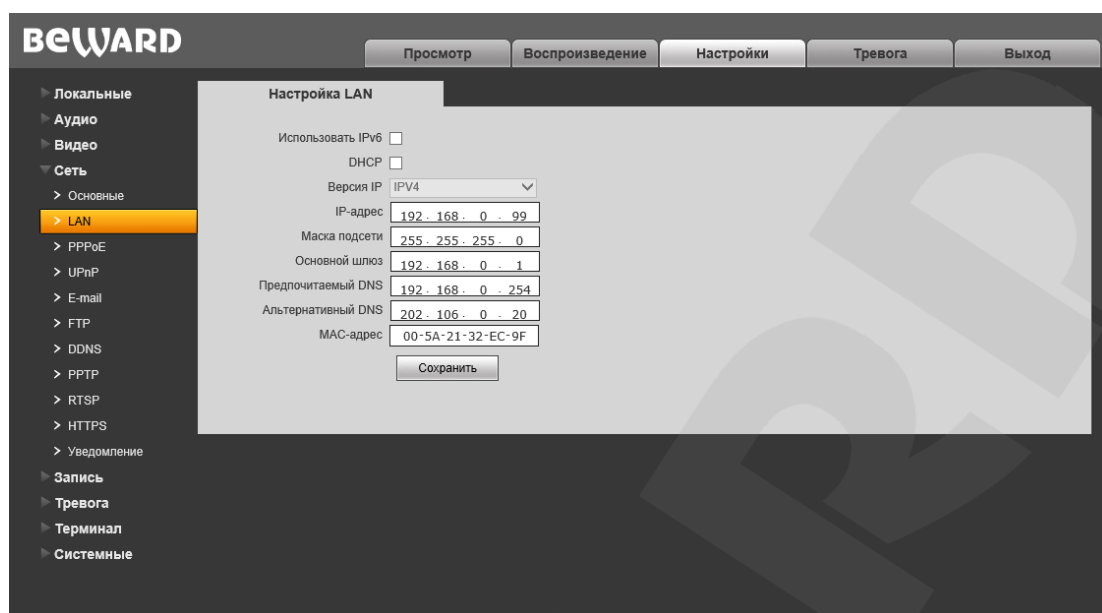 BEWARD
Просмотр Воспроизведение Настройки Тревога Выход
Локальные
Аудио
Видео
Сеть
> Основные
> LAN
> PPPoE
> UPnP
> E-mail
> FTP
> DDNS
> PPTP
> RTSP
> HTTPS
> Уведомление
Запись
Тревога
Терминал
Системные
Настройка LAN
Использовать IPv6
DHCP
Версия IP IPV4
IP-адрес 192 . 168 . 0 . 99
Маска подсети 255 . 255 . 255 . 0
Основной шлюз 192 . 168 . 0 . 1
Предпочитаемый DNS 192 . 168 . 0 . 254
Альтернативный DNS 202 . 106 . 0 . 20
MAC-адрес 00-5A-21-32-EC-9F
Сохранить